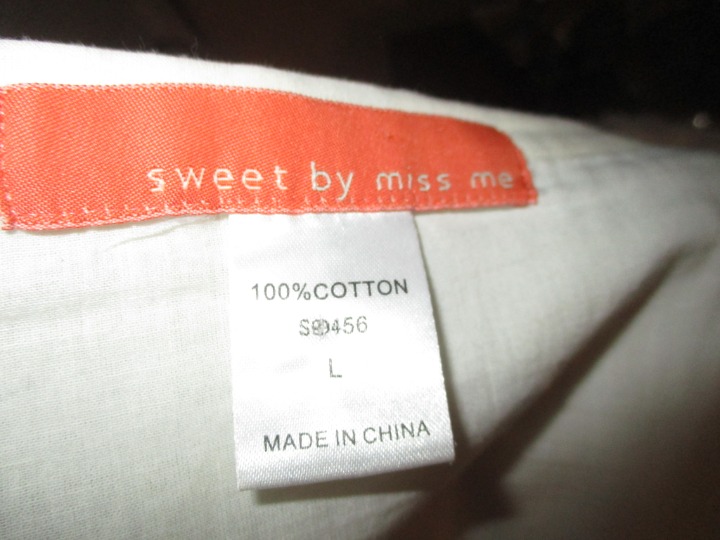 sweet by miss me
100%COTTON
L
MADE IN CHINA